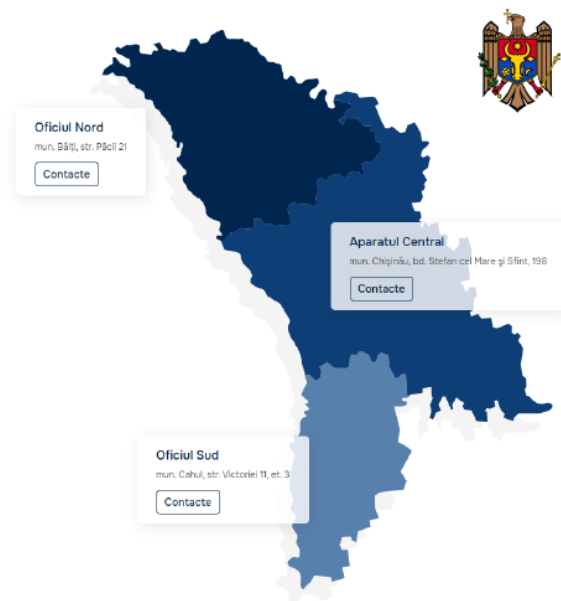 Oficiul Nord
mun. Bălți, str. Păcii 21
Contacte
Aparatul Central
mun. Chișinău, bd. Stefan cel Mare și Sfînt, 198
Contacte
Oficiul Sud
mun. Cahul, str. Victoriei 11, et. 3
Contacte